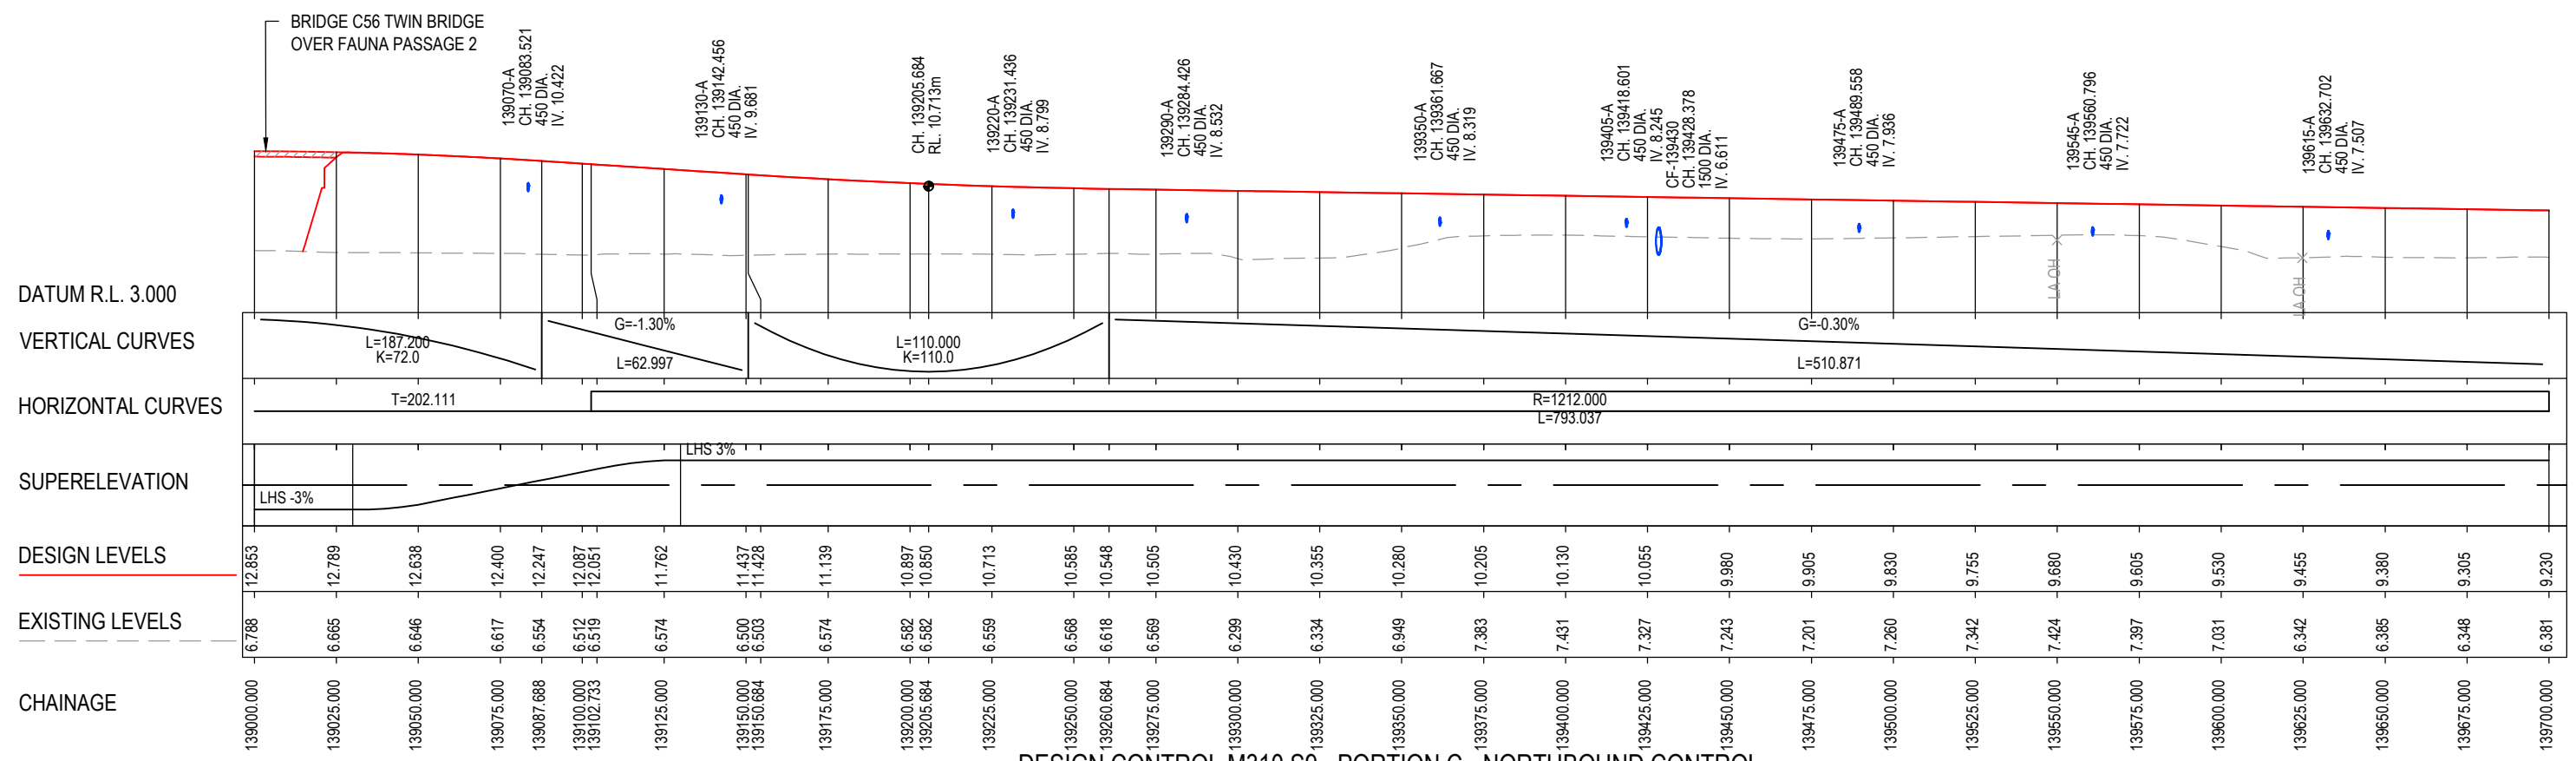 BRIDGE C56 TWIN BRIDGE
OVER FAUNA PASSAGE 2
139070-A
CH. 139083.521
450 DIA.
IV. 10.422
139130-A
CH. 139142.456
450 DIA.
IV. 9.681
CH. 139205.684
RL. 10.713m
139220-A
CH. 139231.436
450 DIA.
IV. 8.799
139290-A
CH. 139284.426
450 DIA.
IV. 8.532
139350-A
CH. 139361.667
450 DIA.
IV. 8.319
139405-A
CH. 139418.601
450 DIA.
IV. 8.245
CF-139430
CH. 139428.378
1500 DIA.
IV. 6.611
139475-A
CH. 139489.558
450 DIA.
IV. 7.936
139545-A
CH. 139560.796
450 DIA.
IV. 7.722
139615-A
CH. 139632.702
450 DIA.
IV. 7.507
DATUM R.L. 3.000
VERTICAL CURVES
L=187.200
K=72.0
G=-1.30%
L=62.997
L=110.000
K=110.0
G=-0.30%
L=510.871
HORIZONTAL CURVES
T=202.111
R=1212.000
L=793.037
SUPERELEVATION
LHS -3%
LHS 3%
DESIGN LEVELS
12.853
12.789
12.638
12.400
12.247
12.087
12.051
11.762
11.437
11.428
11.139
10.897
10.850
10.713
10.585
10.548
10.505
10.430
10.355
10.280
10.205
10.130
10.055
9.980
9.905
9.830
9.755
9.680
9.605
9.530
9.455
9.380
9.305
9.230
EXISTING LEVELS
6.788
6.665
6.646
6.617
6.554
6.512
6.519
6.574
6.500
6.503
6.574
6.582
6.582
6.559
6.568
6.618
6.569
6.299
6.334
6.949
7.383
7.431
7.327
7.243
7.201
7.260
7.342
7.424
7.397
7.031
6.342
6.385
6.348
6.381
CHAINAGE
139000.000
139025.000
139050.000
139075.000
139087.688
139100.000
139102.733
139125.000
139150.000
139150.684
139175.000
139200.000
139205.684
139225.000
139250.000
139260.684
139275.000
139300.000
139325.000
139350.000
139375.000
139400.000
139425.000
139450.000
139475.000
139500.000
139525.000
139550.000
139575.000
139600.000
139625.000
139650.000
139675.000
139700.000
DESIGN CONTROL M310 S9 - PORTION C - NORTHBOUND CONTROL